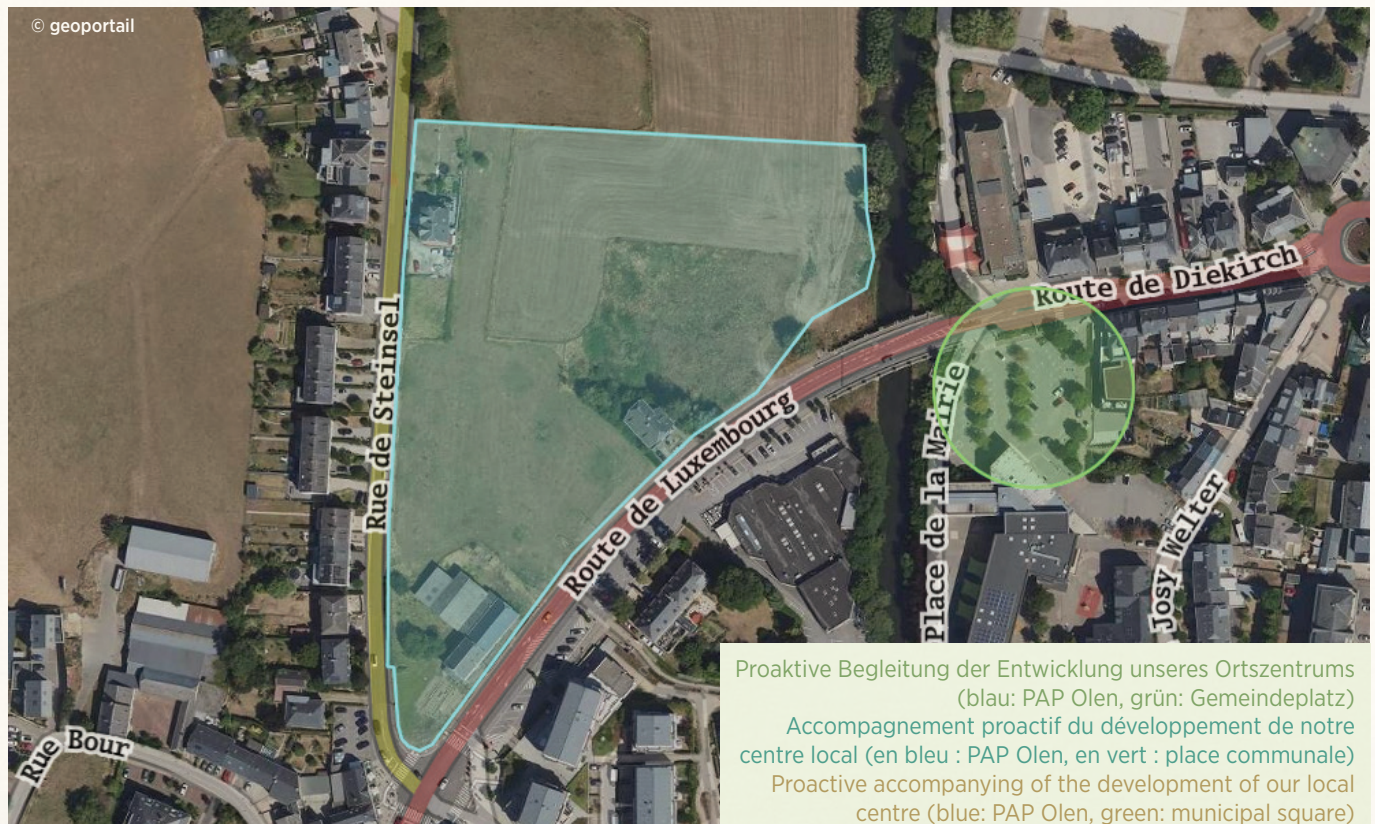 © geoportail
Route de Diekirch
Rue de Steinsel
Route de Luxembourg
Place de la Mairie
Josy Welter
Rue Bour
Proaktive Begleitung der Entwicklung unseres Ortszentrums
(blau: PAP Olen, grün: Gemeindeplatz)
Accompagnement proactif du développement de notre
centre local (en bleu : PAP Olen, en vert : place communale)
Proactive accompanying of the development of our local
centre (blue: PAP Olen, green: municipal square)